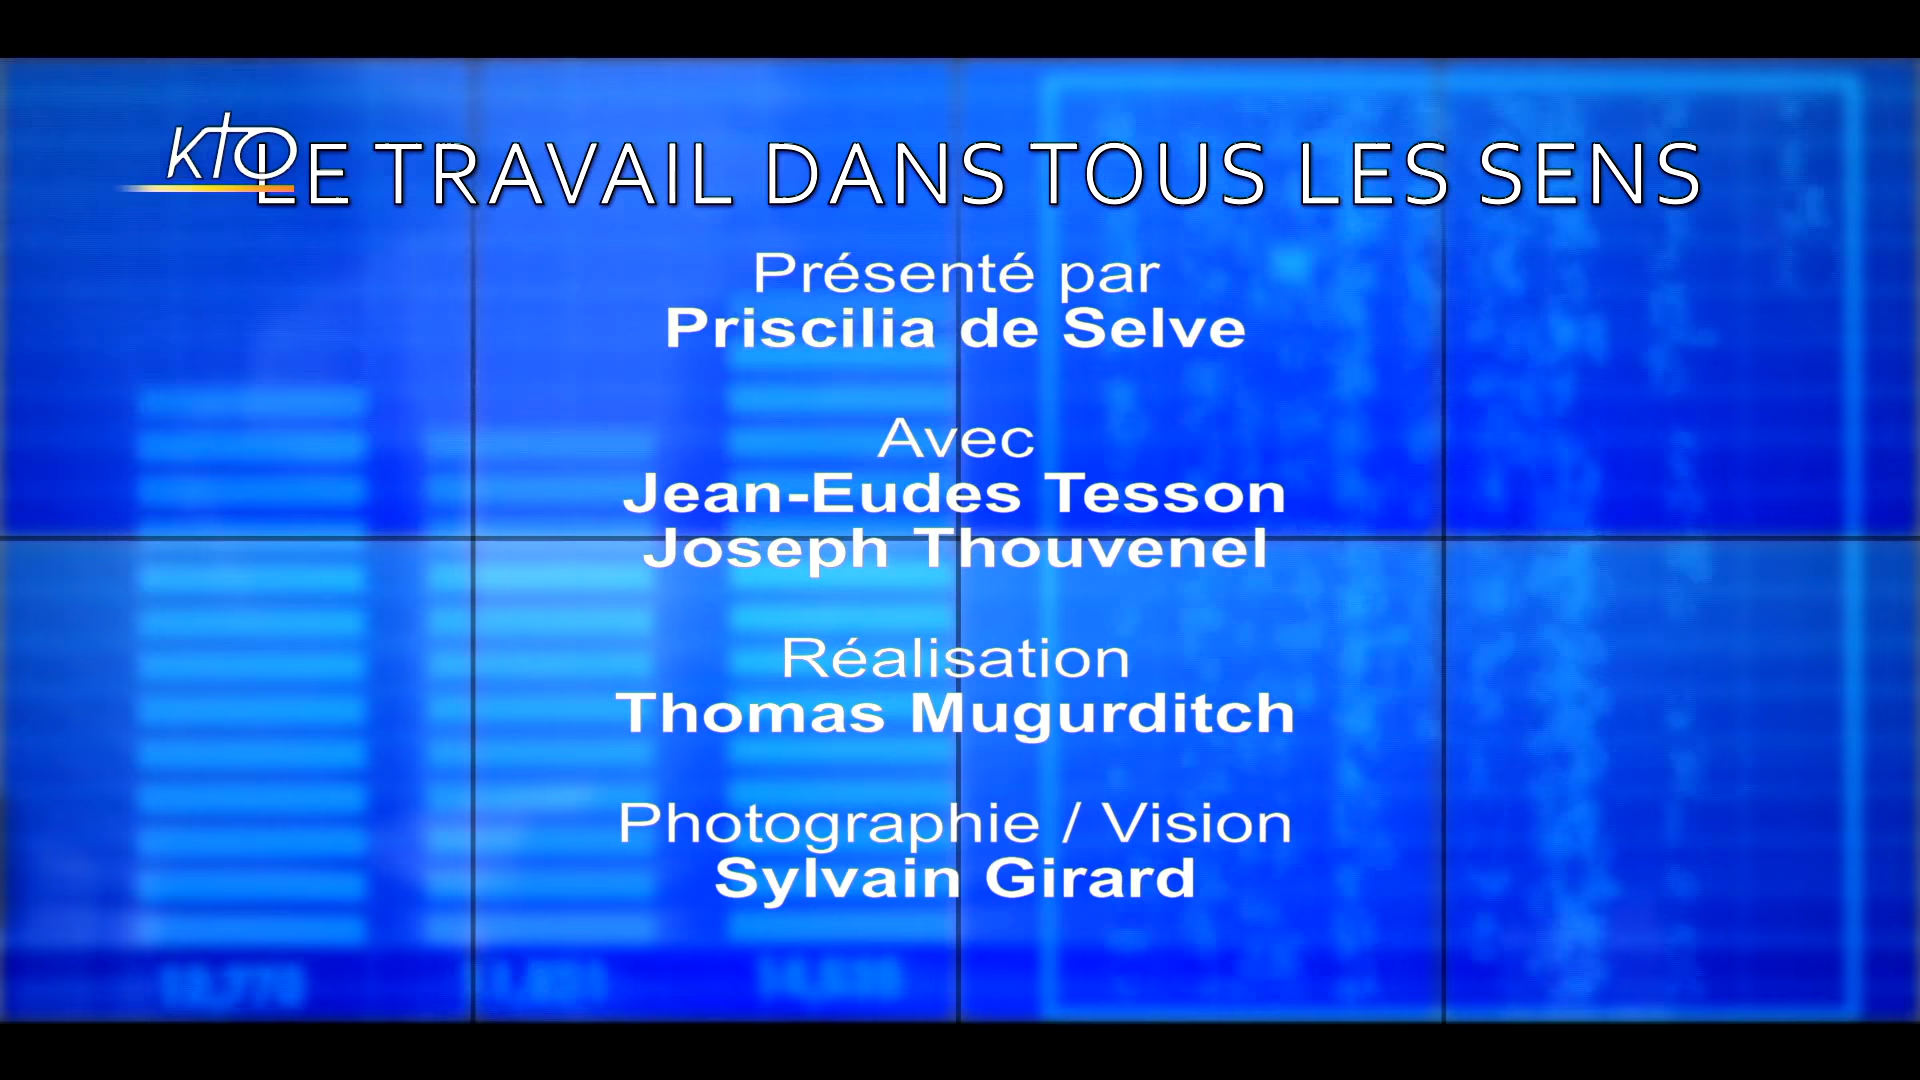 KTO
LE TRAVAIL DANS TOUS LES SENS
Présenté par
Priscilia de Selve
Avec
Jean-Eudes Tesson
Joseph Thouvenel
Réalisation
Thomas Mugurditch
Photographie / Vision
Sylvain Girard